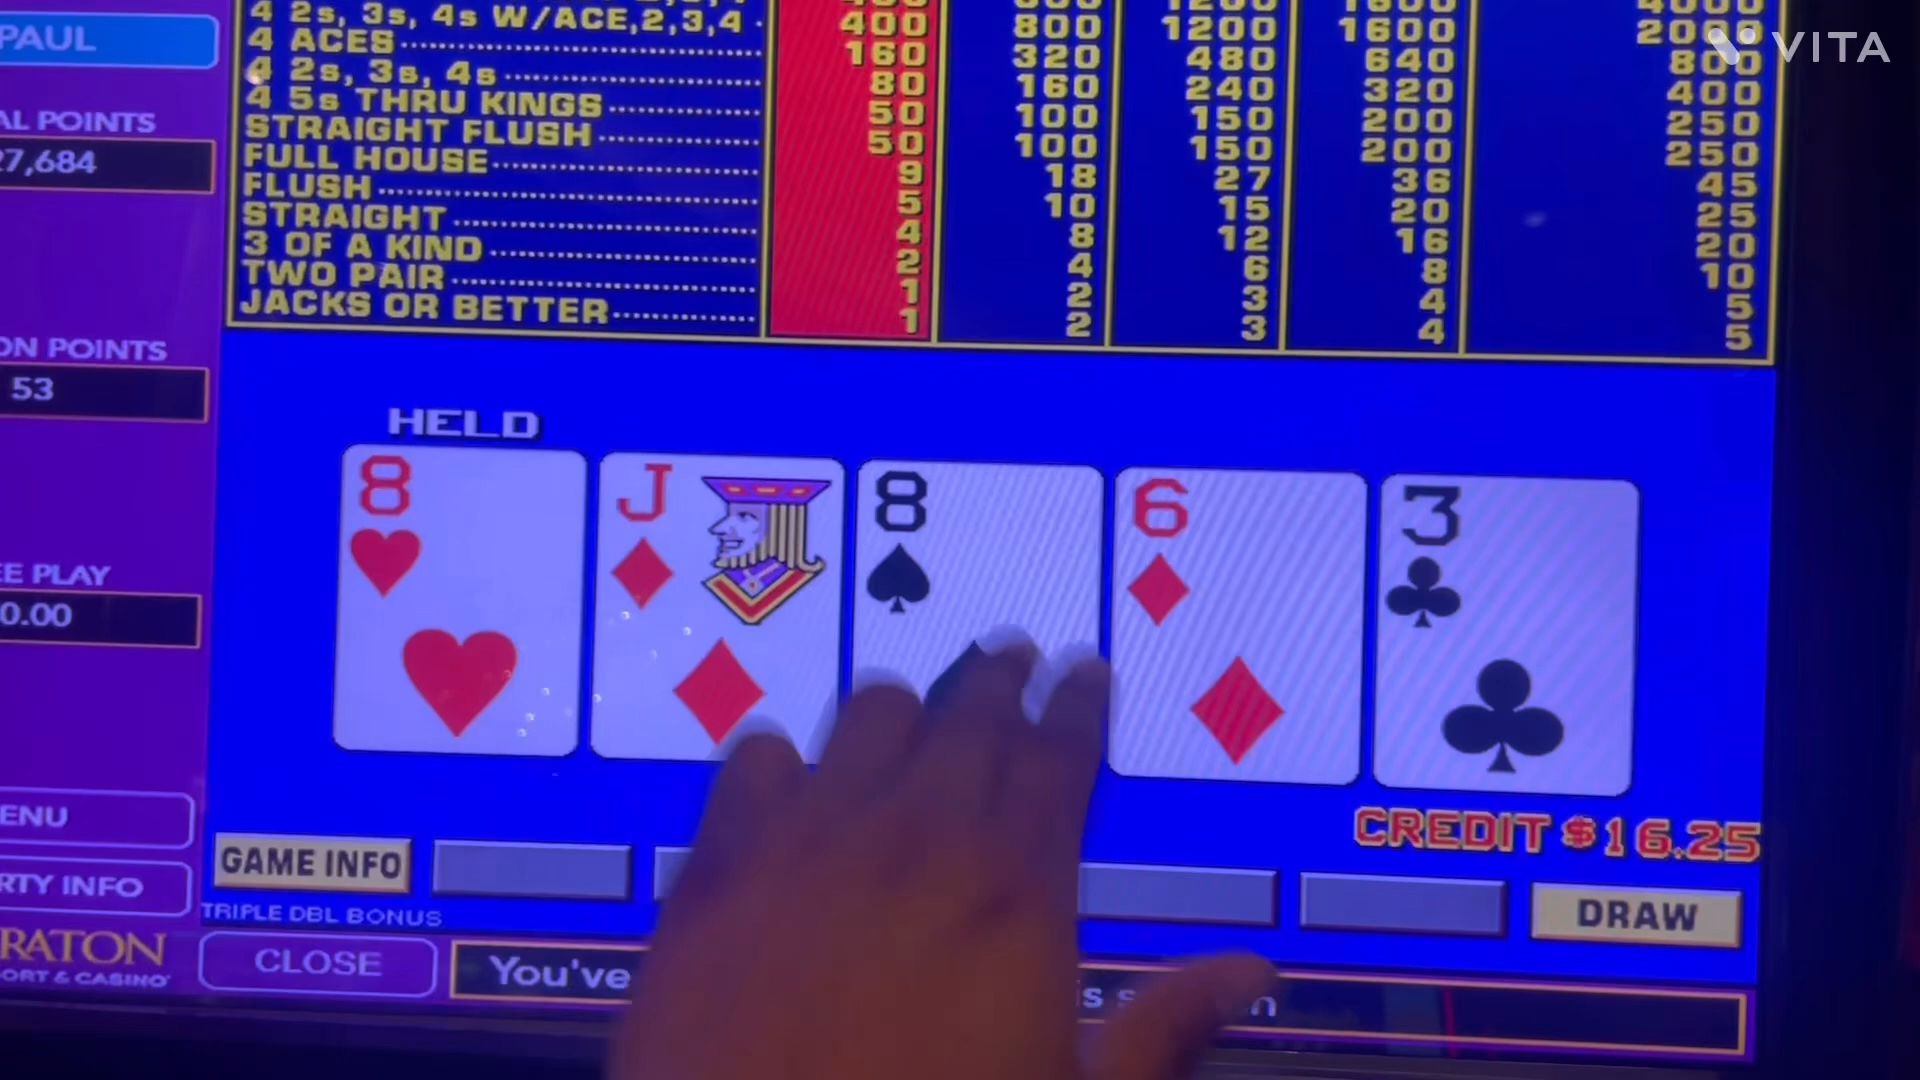 PAUL
AL POINTS
27,684
ON POINTS
53
EE PLAY
0.00
ENU
RTY INFO
RATON
ORT & CASINO
4 2s, 3s, 4s W/ACE,2,3,4 400 800 1200 1600
4 ACES 160 320 480 640 800
4 2s, 3s, 4s 80 160 240 320 400
4 5s THRU KINGS 50 100 150 200 250
STRAIGHT FLUSH 50 100 150 200 250
FULL HOUSE 9 18 27 36 45
FLUSH 5 10 15 20 25
STRAIGHT 4 8 12 16 20
3 OF A KIND 2 4 6 8 10
TWO PAIR 1 2 3 4 5
JACKS OR BETTER 1 2 3 4 5
VITA
HELD
8 J 8 6 3
CREDIT $16.25
GAME INFO
DRAW
TRIPLE DBL BONUS
CLOSE
You've